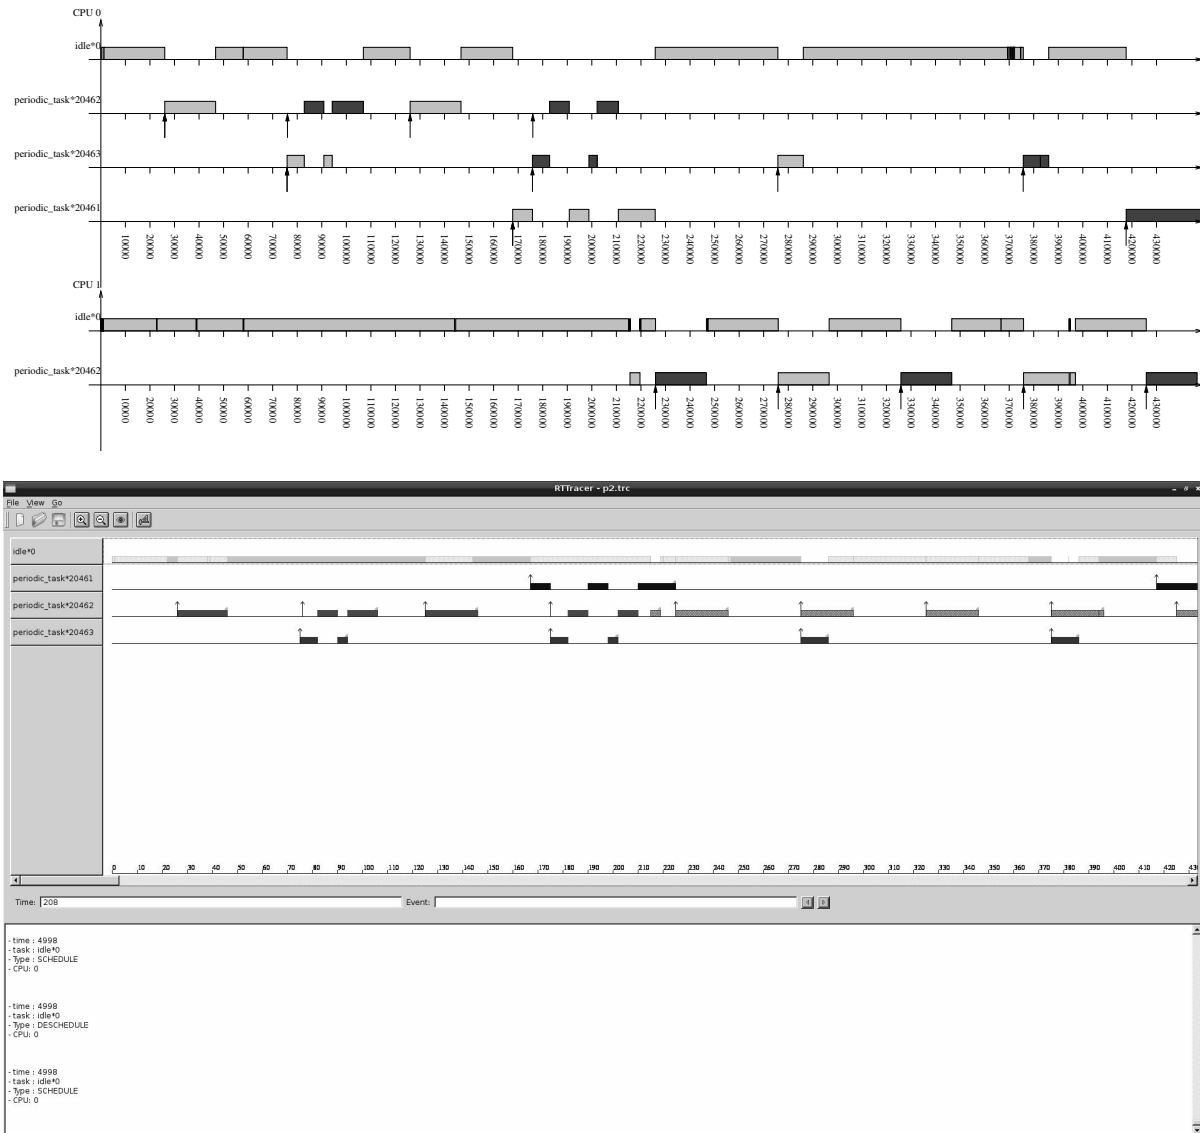 CPU 0
idle*0
periodic_task*20462
periodic_task*20463
periodic_task*20461
10000 20000 30000 40000 50000 60000 70000 80000 90000 100000 110000 120000 130000 140000 150000 160000 170000 180000 190000 200000 210000 220000 230000 240000 250000 260000 270000 280000 290000 300000 310000 320000 330000 340000 350000 360000 370000 380000 390000 400000 410000 420000 430000
CPU 1
idle*0
periodic_task*20462
10000 20000 30000 40000 50000 60000 70000 80000 90000 100000 110000 120000 130000 140000 150000 160000 170000 180000 190000 200000 210000 220000 230000 240000 250000 260000 270000 280000 290000 300000 310000 320000 330000 340000 350000 360000 370000 380000 390000 400000 410000 420000 430000
RTTracer - p2.trc
File View Go
idle*0
periodic_task*20461
periodic_task*20462
periodic_task*20463
0 10 20 30 40 50 60 70 80 90 100 110 120 130 140 150 160 170 180 190 200 210 220 230 240 250 260 270 280 290 300 310 320 330 340 350 360 370 380 390 400 410 420
Time: 208 Event:
- time : 4998
- task : idle*0
- Type : SCHEDULE
- CPU: 0
- time : 4998
- task : idle*0
- Type : DESCHEDULE
- CPU: 0
- time : 4998
- task : idle*0
- Type : SCHEDULE
- CPU: 0